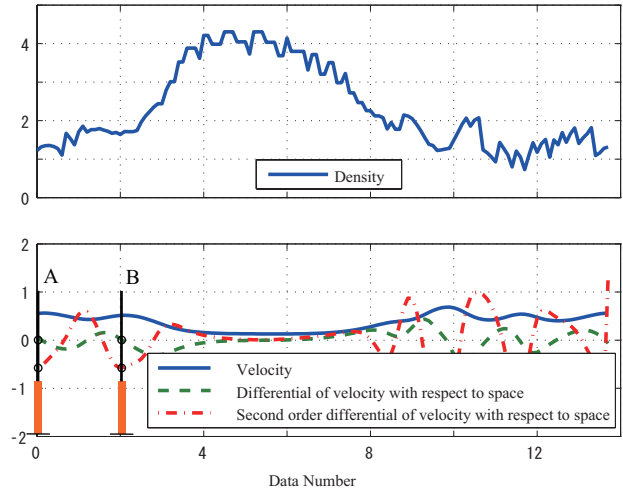 4
2
0
Density
2
A
B
1
0
Velocity
-1
Differential of velocity with respect to space
Second order differential of velocity with respect to space
-2
0 4 8 12
Data Number